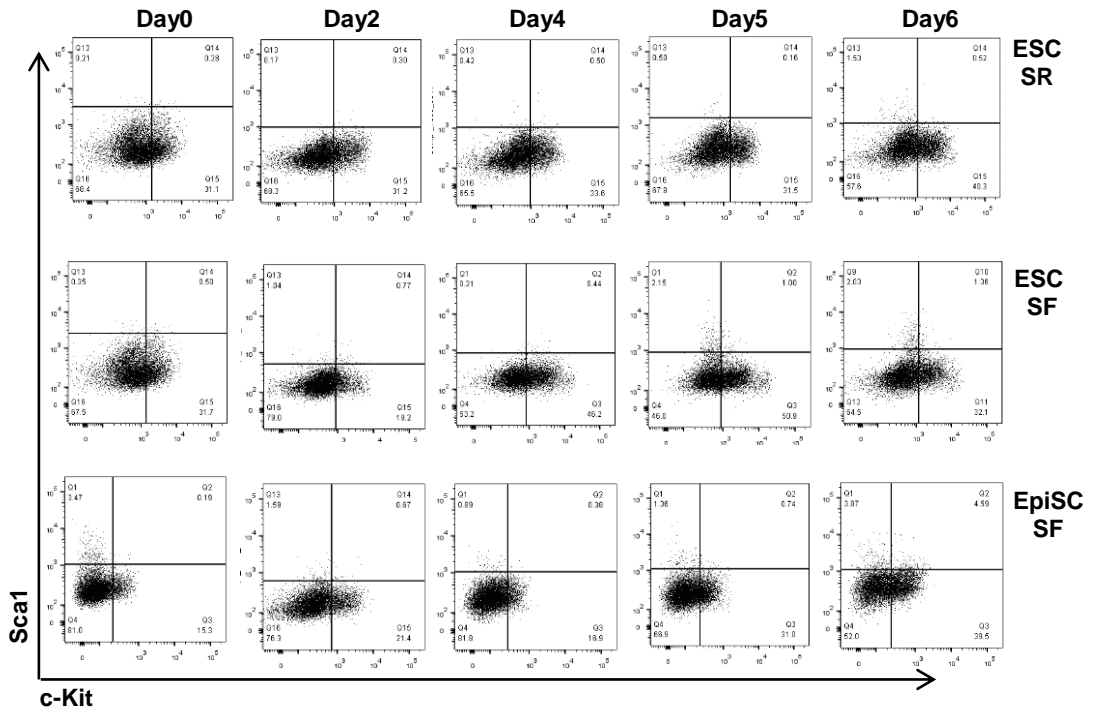 Day0 Day2 Day4 Day5 Day6
ESC
SR
Q13 Q14 Q13 Q14 Q13 Q14 Q13 Q14 Q13 Q14
0.21 0.28 0.17 0.30 0.42 0.50 0.50 0.16 1.53 0.52
Q16 Q15 Q16 Q15 Q16 Q15 Q16 Q15 Q16 Q15
68.4 31.1 68.3 31.2 65.5 33.6 67.8 31.5 57.6 40.3
ESC
SF
Q13 Q14 Q13 Q14 Q1 Q2 Q1 Q2 Q9 Q10
0.35 0.50 1.04 0.77 0.21 0.44 2.15 1.00 2.03 1.36
Q16 Q15 Q16 Q15 Q4 Q3 Q4 Q3 Q12 Q11
67.5 31.7 79.0 19.2 53.2 46.2 46.0 50.9 64.5 32.1
EpiSC
SF
Q1 Q2 Q13 Q14 Q1 Q2 Q1 Q2 Q1 Q2
3.47 0.19 1.59 0.67 0.89 0.38 1.36 0.74 3.87 4.59
Q4 Q3 Q16 Q15 Q4 Q3 Q4 Q3 Q4 Q3
81.0 15.3 76.3 21.4 81.8 16.9 66.9 31.0 52.0 39.5
Sca1
c-Kit